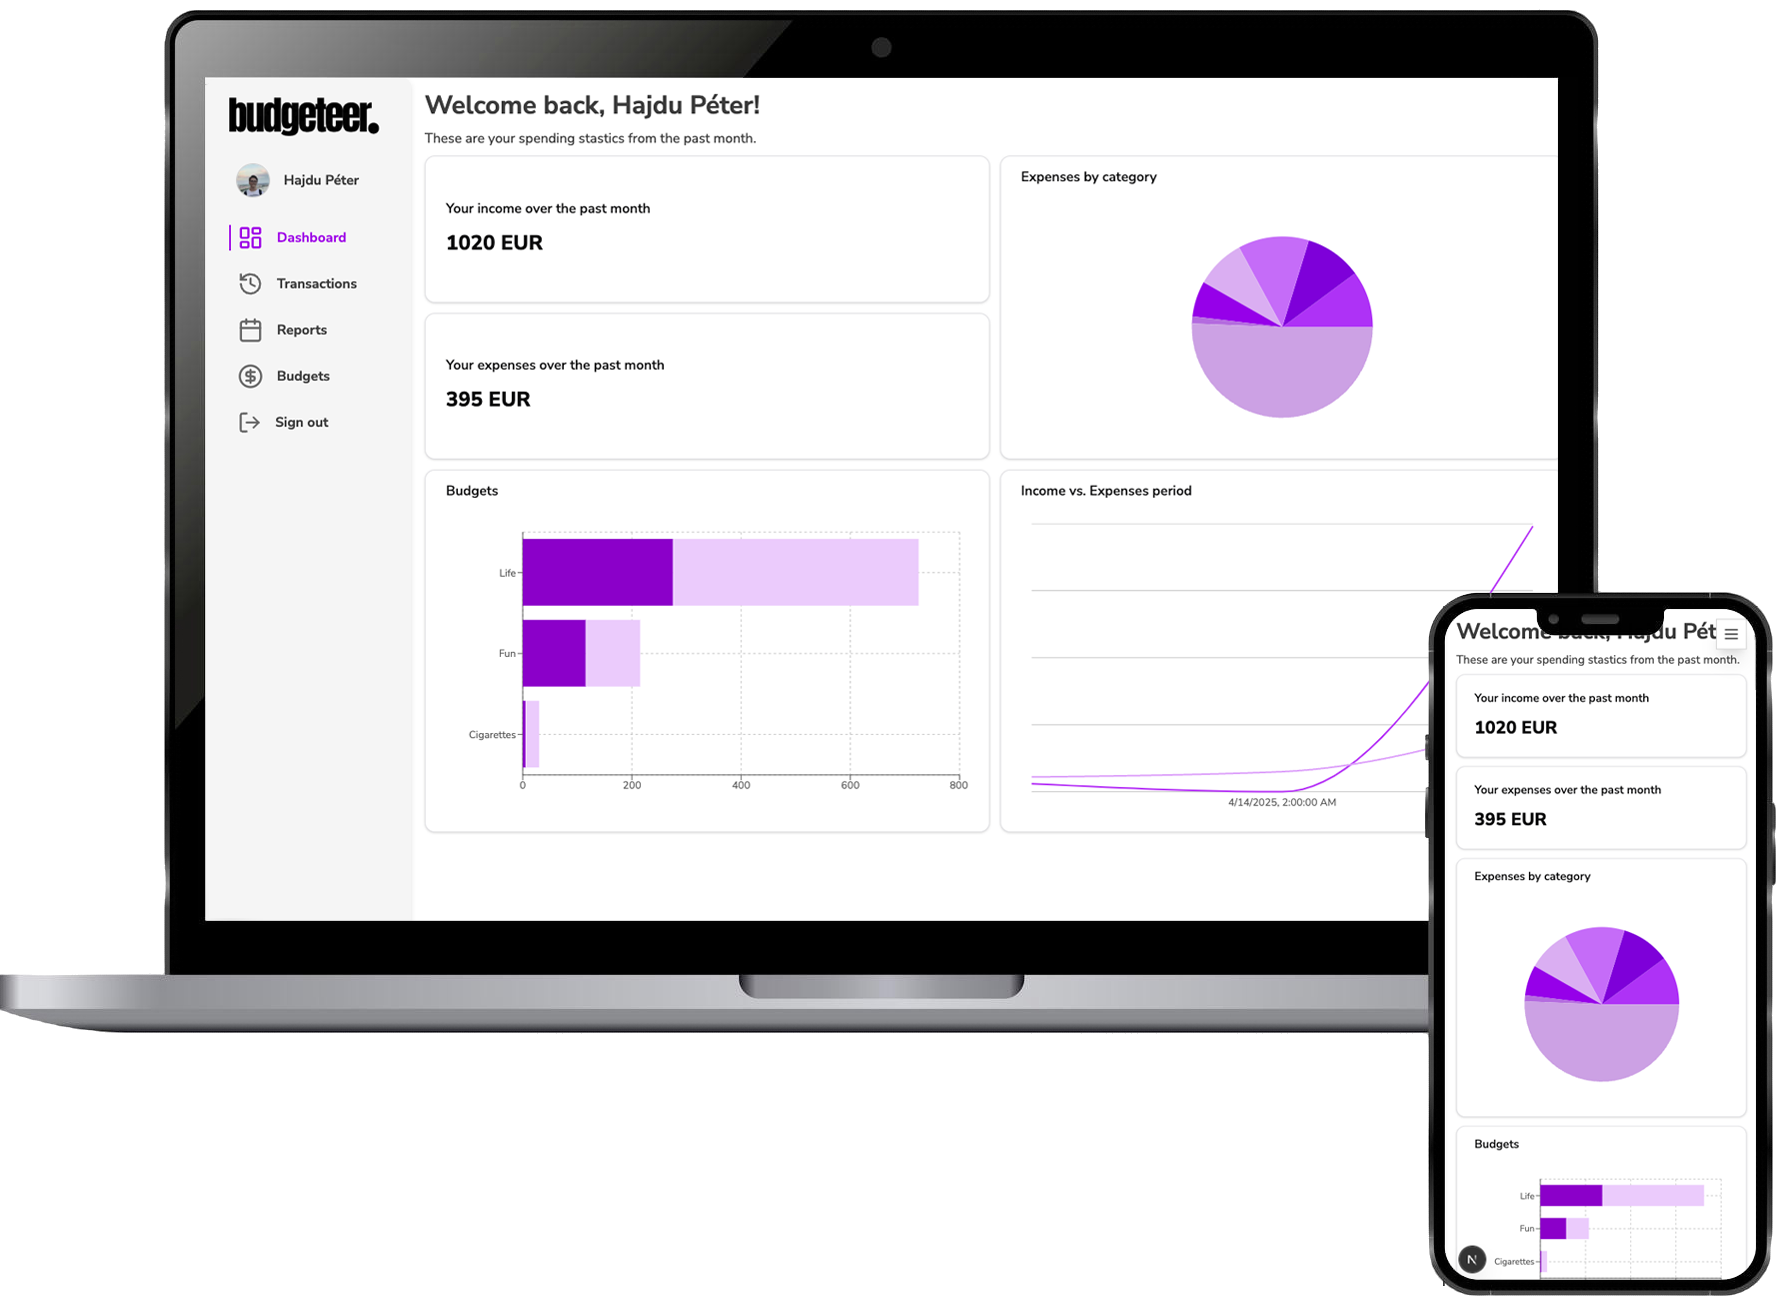 budgeteer.
Hajdu Péter
Dashboard
Transactions
Reports
Budgets
Sign out
Welcome back, Hajdu Péter!
These are your spending stastics from the past month.
Your income over the past month
1020 EUR
Your expenses over the past month
395 EUR
Expenses by category
Budgets
Life
Fun
Cigarettes
0 200 400 600 800
Income vs. Expenses period
4/14/2025, 2:00:00 AM
Welcome back, Hajdu Pét
These are your spending stastics from the past month.
Your income over the past month
1020 EUR
Your expenses over the past month
395 EUR
Expenses by category
Budgets
Life
Fun
Cigarettes
N